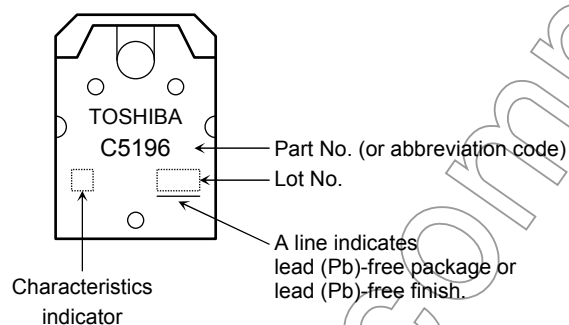 TOSHIBA
C5196
Part No. (or abbreviation code)
Lot No.
A line indicates
lead (Pb)-free package or
lead (Pb)-free finish.
Characteristics
indicator